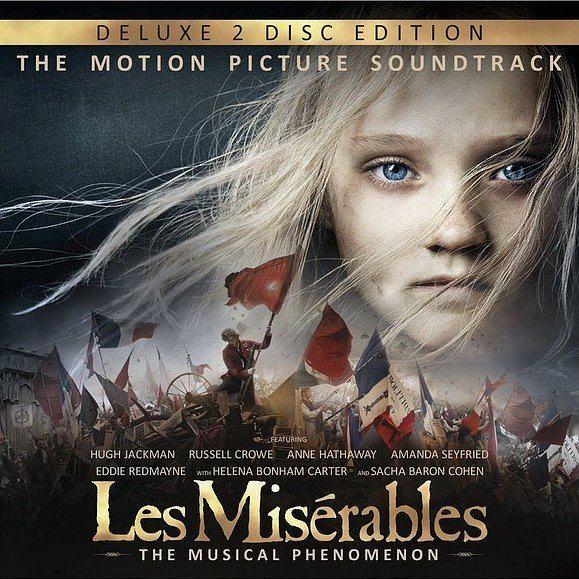 DELUXE 2 DISC EDITION
THE MOTION PICTURE SOUNDTRACK
FEATURING
HUGH JACKMAN RUSSELL CROWE ANNE HATHAWAY AMANDA SEYFRIED
EDDIE REDMAYNE WITH HELENA BONHAM CARTER AND SACHA BARON COHEN
Les Misérables
THE MUSICAL PHENOMENON